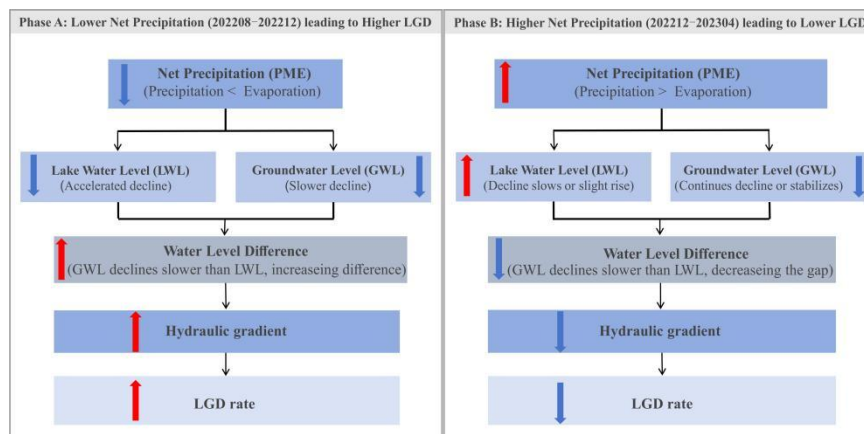 Phase A: Lower Net Precipitation (202208−202212) leading to Higher LGD
Net Precipitation (PME)
(Precipitation < Evaporation)
Lake Water Level (LWL)
(Accelerated decline)
Groundwater Level (GWL)
(Slower decline)
Water Level Difference
(GWL declines slower than LWL, increaseing difference)
Hydraulic gradient
LGD rate
Phase B: Higher Net Precipitation (202212−202304) leading to Lower LGD
Net Precipitation (PME)
(Precipitation > Evaporation)
Lake Water Level (LWL)
(Decline slows or slight rise)
Groundwater Level (GWL)
(Continues decline or stabilizes)
Water Level Difference
(GWL declines slower than LWL, decreaseing the gap)
Hydraulic gradient
LGD rate